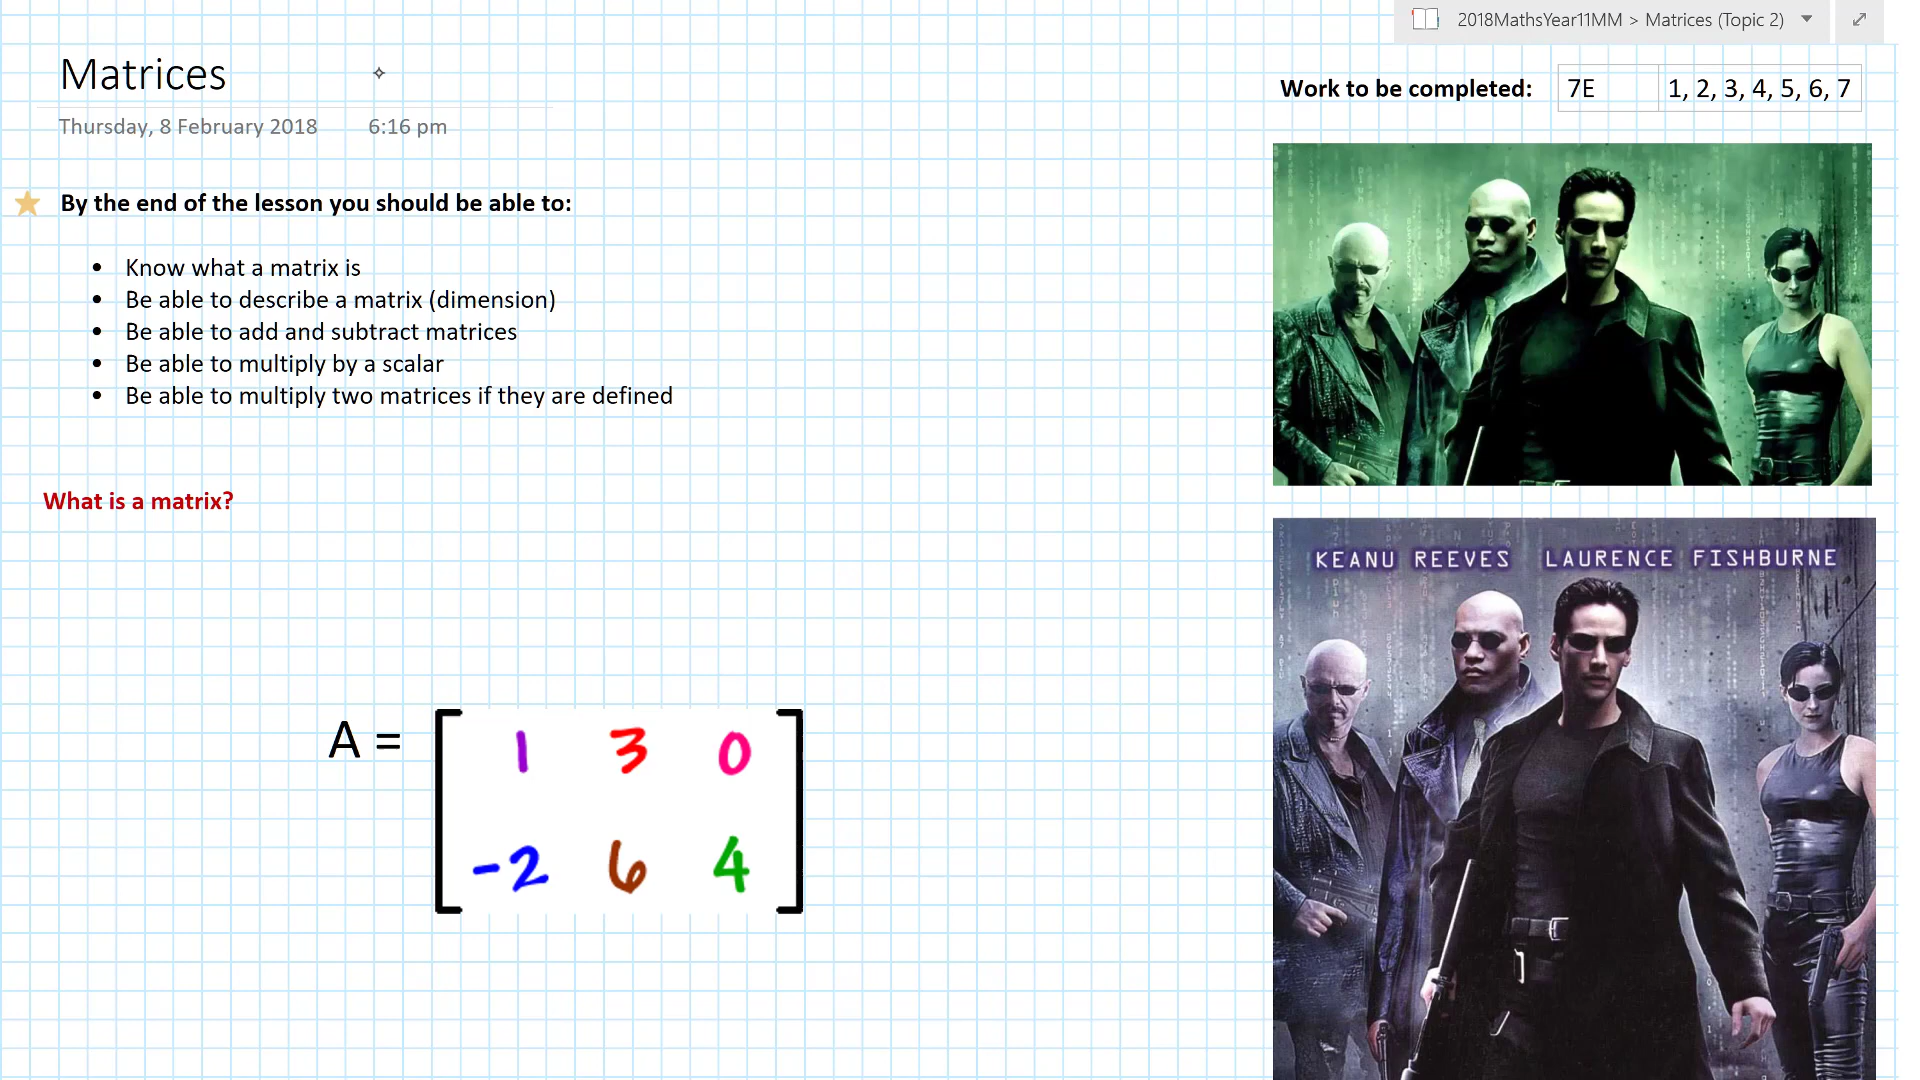 2018MathsYear11MM > Matrices (Topic 2)
Matrices
Thursday, 8 February 2018 6:16 pm
Work to be completed: 7E 1, 2, 3, 4, 5, 6, 7
By the end of the lesson you should be able to:
• Know what a matrix is
• Be able to describe a matrix (dimension)
• Be able to add and subtract matrices
• Be able to multiply by a scalar
• Be able to multiply two matrices if they are defined
What is a matrix?
KEANU REEVES LAURENCE FISHBURNE
A =
1 3 0
-2 6 4